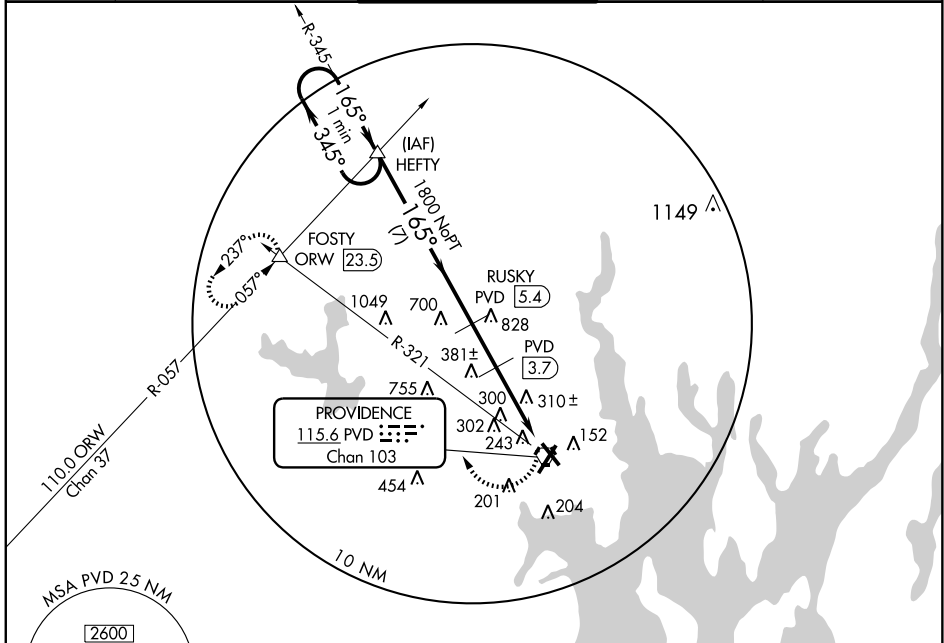 R-345
165°
1 min
345°
(IAF)
HEFTY
1800 NoPT
165°
(7)
1149
237°
057°
FOSTY
ORW 23.5
RUSKY
PVD 5.4
1049
700
828
R-321
381±
PVD
3.7
R-057
755
300
310±
PROVIDENCE
115.6 PVD
Chan 103
302
243
152
110.0 ORW
Chan 37
454
201
204
10 NM
MSA PVD 25 NM
2600